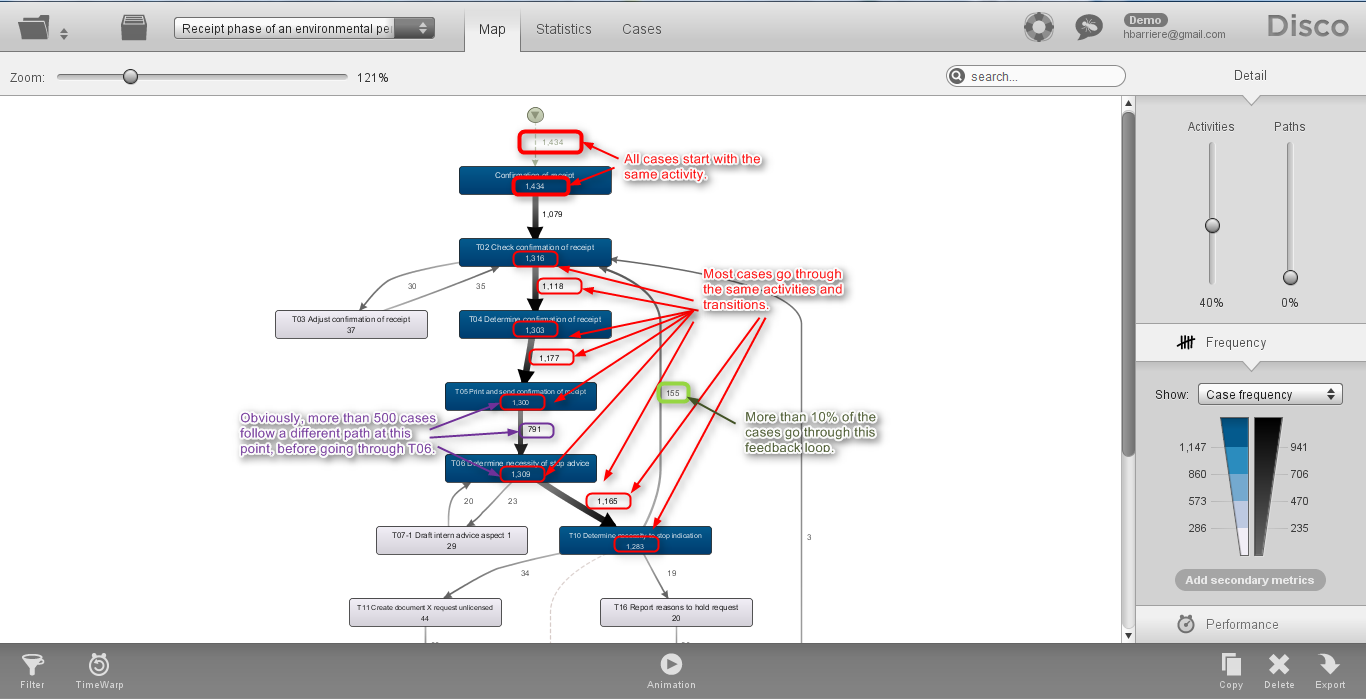 Receipt phase of an environmental pe
Map
Statistics
Cases
Demo
hbarriere@gmail.com
Disco
Zoom:
121%
search...
Detail
1,434
All cases start with the
same activity.
Confirmation of receipt
1,434
1,079
T02 Check confirmation of receipt
1,316
30
35
1,118
Most cases go through
the same activities and
transitions.
T03 Adjust confirmation of receipt
37
T04 Determine confirmation of receipt
1,303
1,177
T05 Print and send confirmation of receipt
1,300
155
Obviously, more than 500 cases
follow a different path at this
point, before going through T06.
791
More than 10% of the
cases go through this
feedback loop.
T06 Determine necessity of stop advice
1,309
20
23
1,165
T07-1 Draft intern advice aspect 1
29
T10 Determine necessity to stop indication
1,283
3
34
19
T11 Create document X request unlicensed
44
T16 Report reasons to hold request
20
Activities
Paths
40%
0%
Frequency
Show:
Case frequency
1,147
941
860
706
573
470
286
235
Add secondary metrics
Performance
Filter
TimeWarp
Animation
Copy
Delete
Export